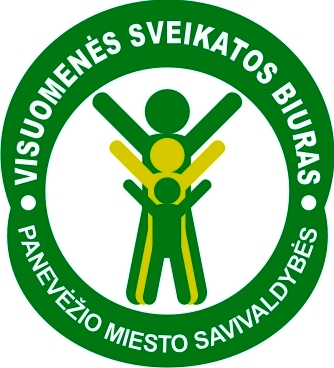 VISUOMENĖS SVEIKATOS BIURAS
PANEVĖŽIO MIESTO SAVIVALDYBĖS